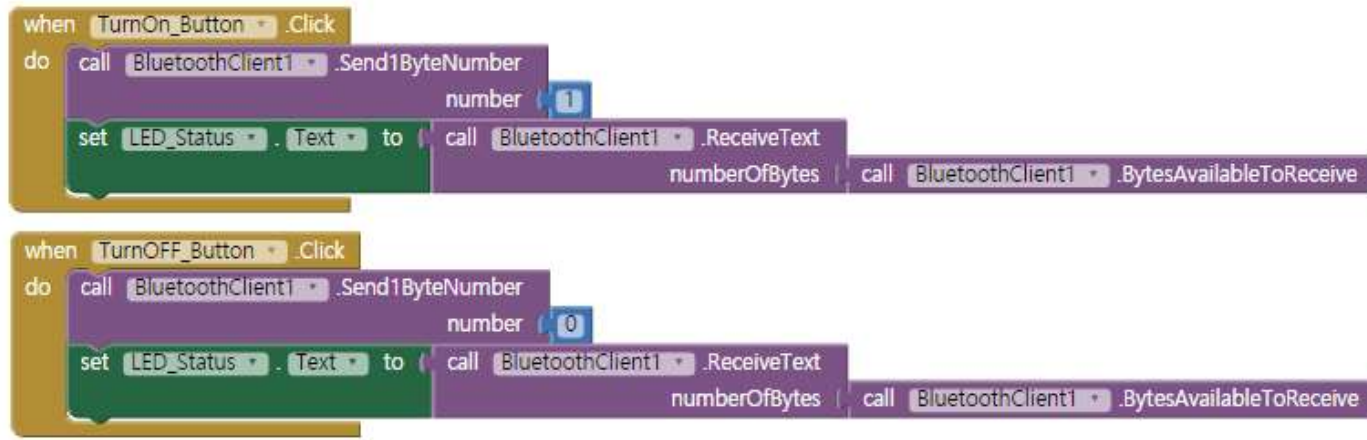 when TurnOn_Button .Click
do call BluetoothClient1 .Send1ByteNumber
number 1
set LED_Status . Text to call BluetoothClient1 .ReceiveText
numberOfBytes call BluetoothClient1 .BytesAvailableToReceive
when TurnOFF_Button .Click
do call BluetoothClient1 .Send1ByteNumber
number 0
set LED_Status . Text to call BluetoothClient1 .ReceiveText
numberOfBytes call BluetoothClient1 .BytesAvailableToReceive